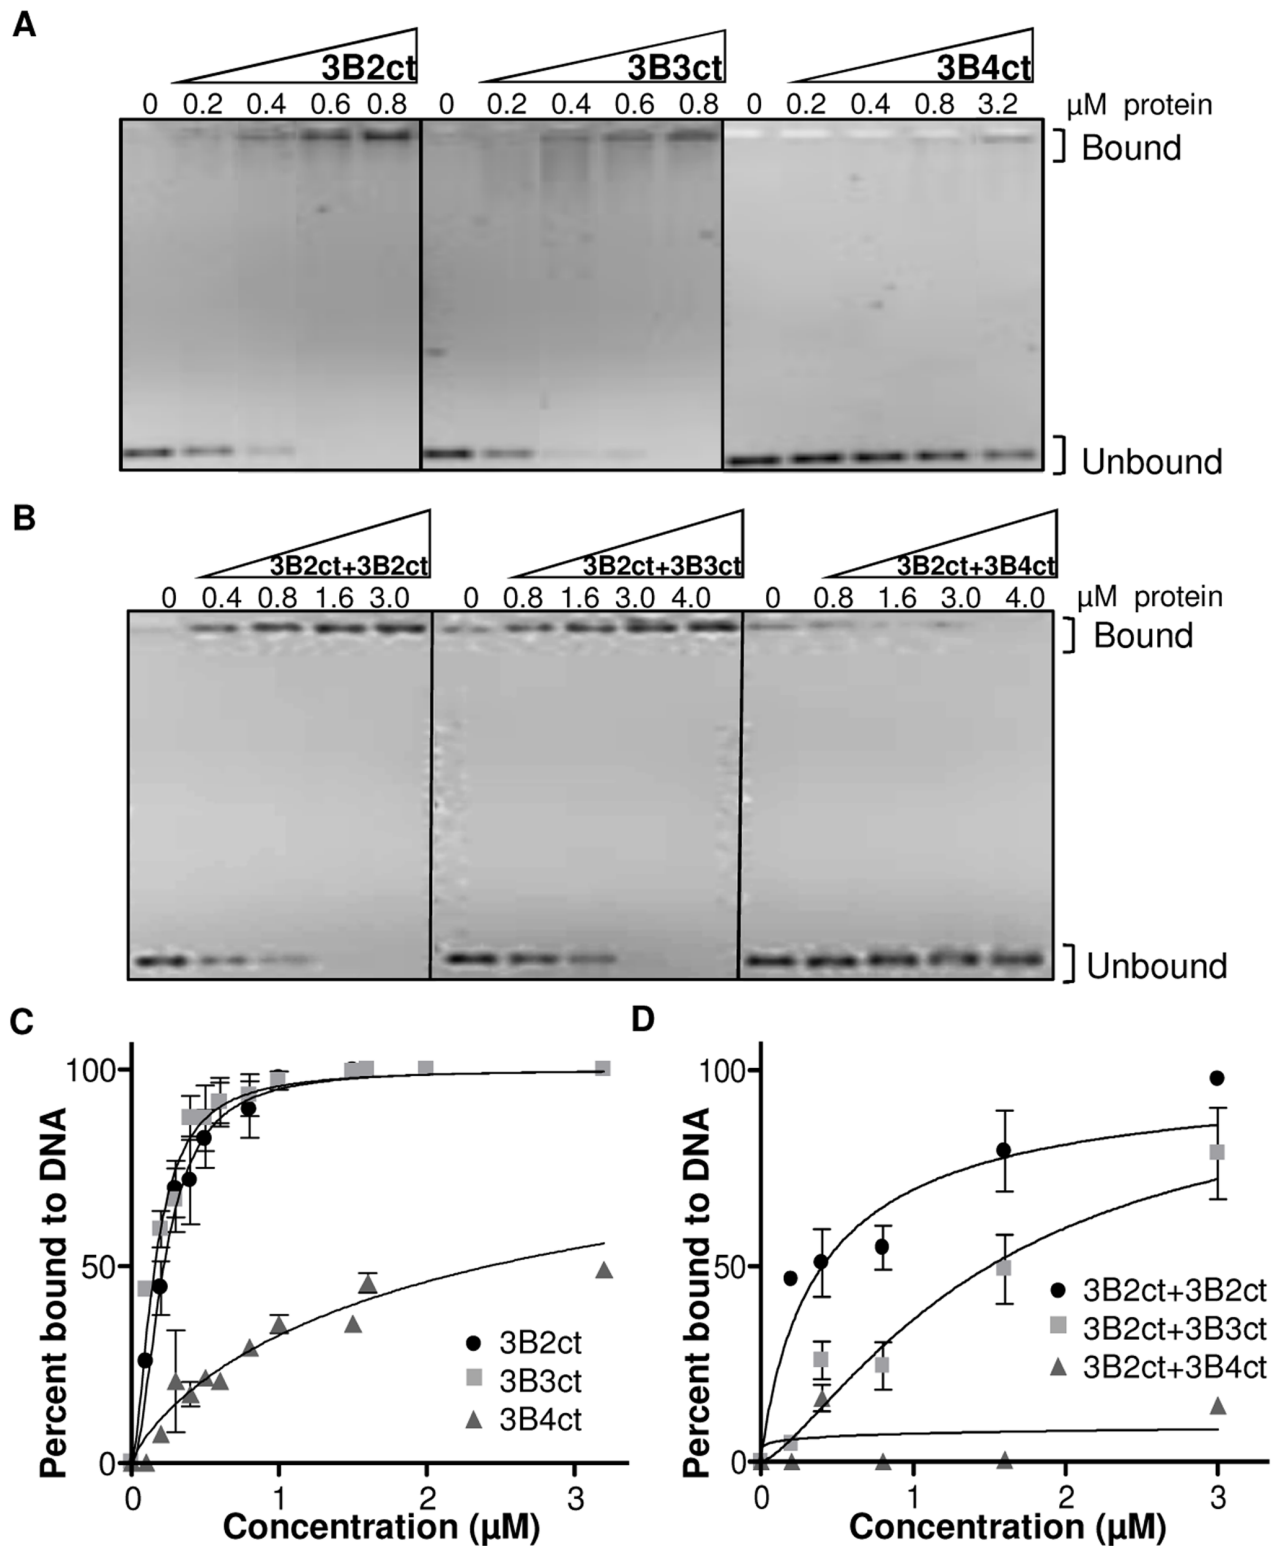 A
3B2ct 3B3ct 3B4ct
0 0.2 0.4 0.6 0.8 0 0.2 0.4 0.6 0.8 0 0.2 0.4 0.8 3.2 µM protein
Bound
Unbound
B
3B2ct+3B2ct 3B2ct+3B3ct 3B2ct+3B4ct
0 0.4 0.8 1.6 3.0 0 0.8 1.6 3.0 4.0 0 0.8 1.6 3.0 4.0 µM protein
Bound
Unbound
C
Percent bound to DNA
100
50
0
0 1 2 3
Concentration (µM)
3B2ct
3B3ct
3B4ct
D
Percent bound to DNA
100
50
0
0 1 2 3
Concentration (µM)
3B2ct+3B2ct
3B2ct+3B3ct
3B2ct+3B4ct